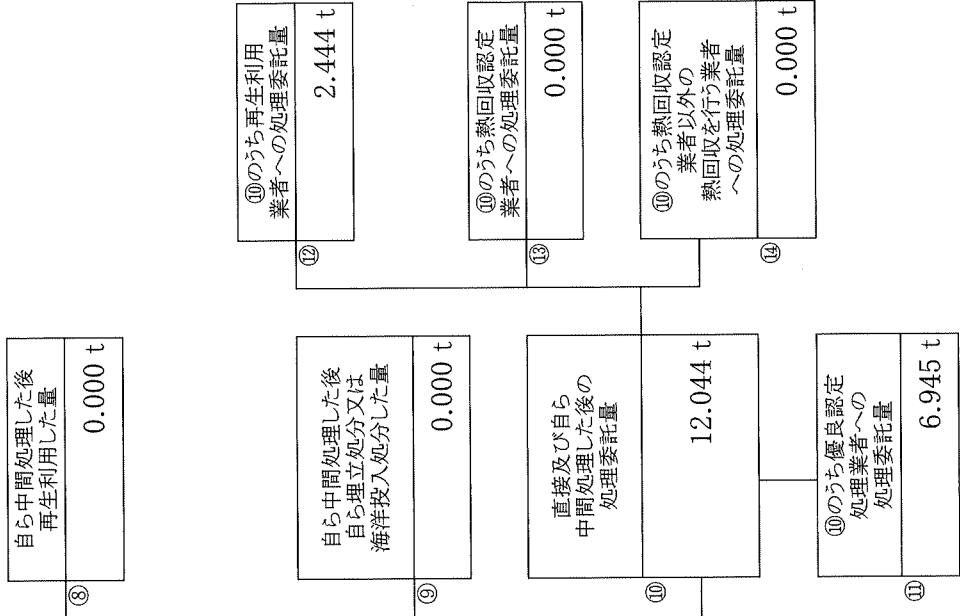 ⑧
自ら中間処理した後
再生利用した量
0.000 t
⑨
自ら中間処理した後
自ら埋立処分又は
海洋投入処分した量
0.000 t
⑩
直接及び自ら
中間処理した後の
処理委託量
12.044 t
⑪
⑩のうち優良認定
処理業者への
処理委託量
6.945 t
⑫
⑩のうち再生利用
業者への処理委託量
2.444 t
⑬
⑩のうち熱回収認定
業者への処理委託量
0.000 t
⑭
⑩のうち熱回収認定
業者以外の
熱回収を行う業者
への処理委託量
0.000 t